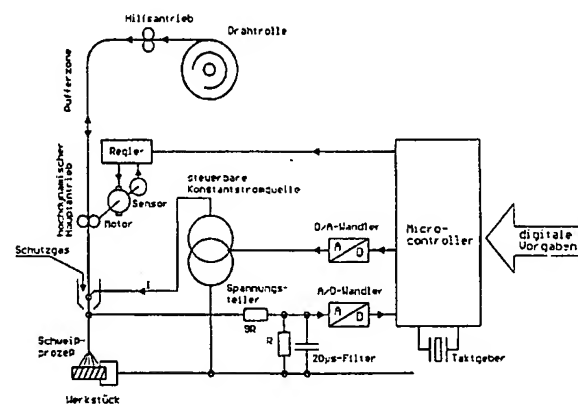 Hilfsantrieb
Drahtrolle
Pufferzone
Regler
steuerbare
Konstantstromquelle
Sensor
Motor
hochdynamischer
Hauptantrieb
Schutzgas
I
D/A-Wandler
A
D
Micro-
controller
digitale
Vorgaben
Spannungs-
teiler
A/D-Wandler
9R
R
A
D
20µs-Filter
Taktgeber
Schweiß-
prozeß
Werkstück